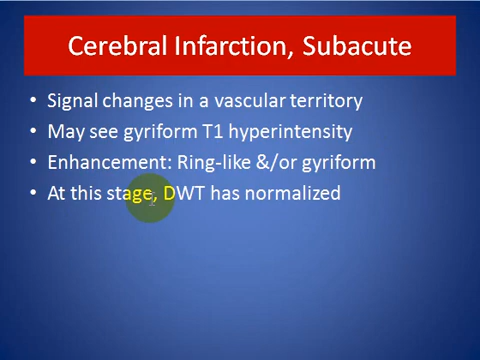 Cerebral Infarction, Subacute
• Signal changes in a vascular territory
• May see gyriform T1 hyperintensity
• Enhancement: Ring-like &/or gyriform
• At this stage, DWT has normalized